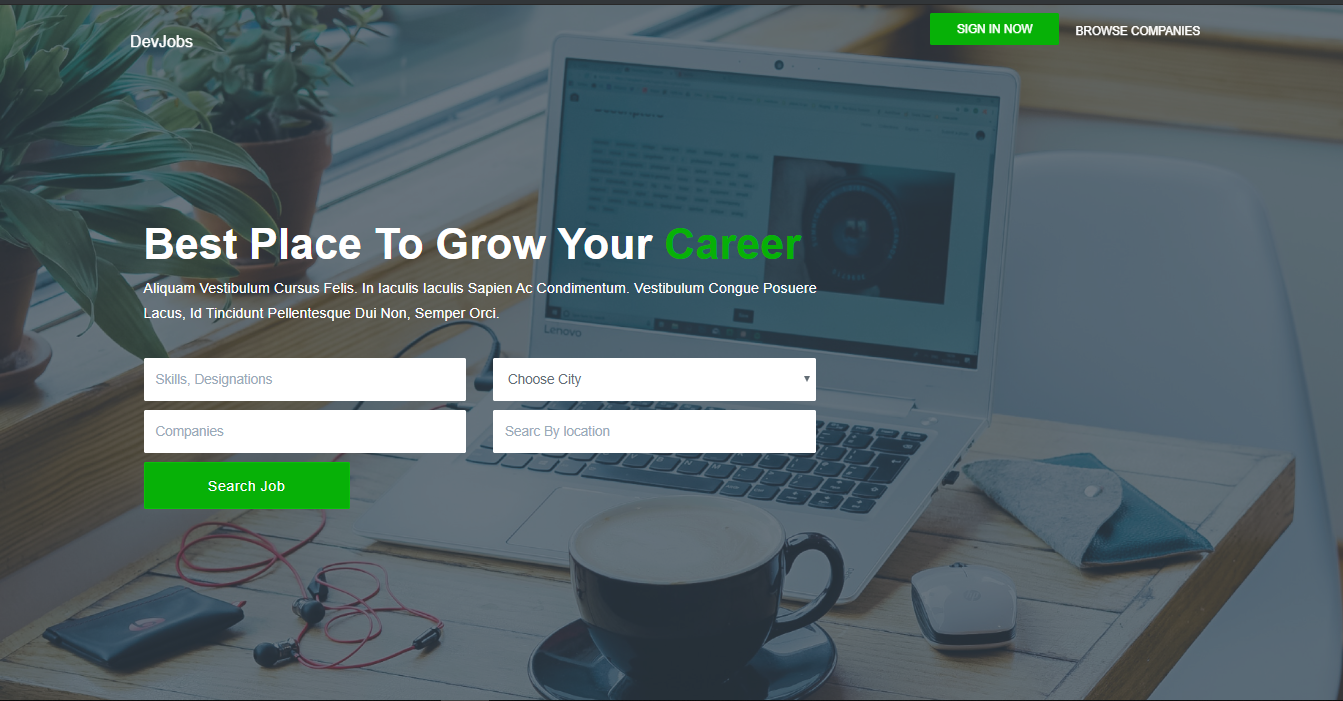 DevJobs
SIGN IN NOW
BROWSE COMPANIES
Best Place To Grow Your Career
Aliquam Vestibulum Cursus Felis. In Iaculis Iaculis Sapien Ac Condimentum. Vestibulum Congue Posuere
Lacus, Id Tincidunt Pellentesque Dui Non, Semper Orci.
Skills, Designations
Choose City
Companies
Searc By location
Search Job
Lenovo